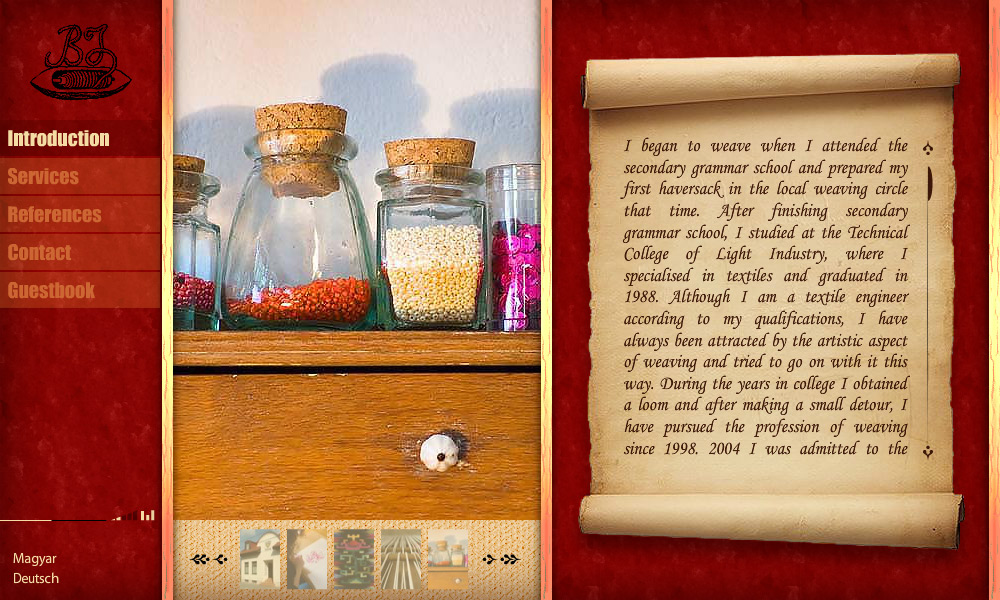 BJ
Introduction
Services
References
Contact
Guestbook
Magyar
Deutsch
I began to weave when I attended the
secondary grammar school and prepared my
first haversack in the local weaving circle
that time. After finishing secondary
grammar school, I studied at the Technical
College of Light Industry, where I
specialised in textiles and graduated in
1988. Although I am a textile engineer
according to my qualifications, I have
always been attracted by the artistic aspect
of weaving and tried to go on with it this
way. During the years in college I obtained
a loom and after making a small detour, I
have pursued the profession of weaving
since 1998. 2004 I was admitted to the